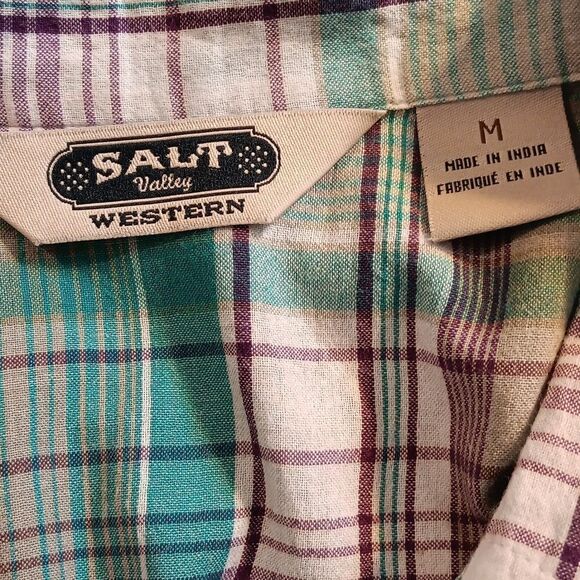 SALT
Valley
WESTERN
M
MADE IN INDIA
FABRIQUÉ EN INDE